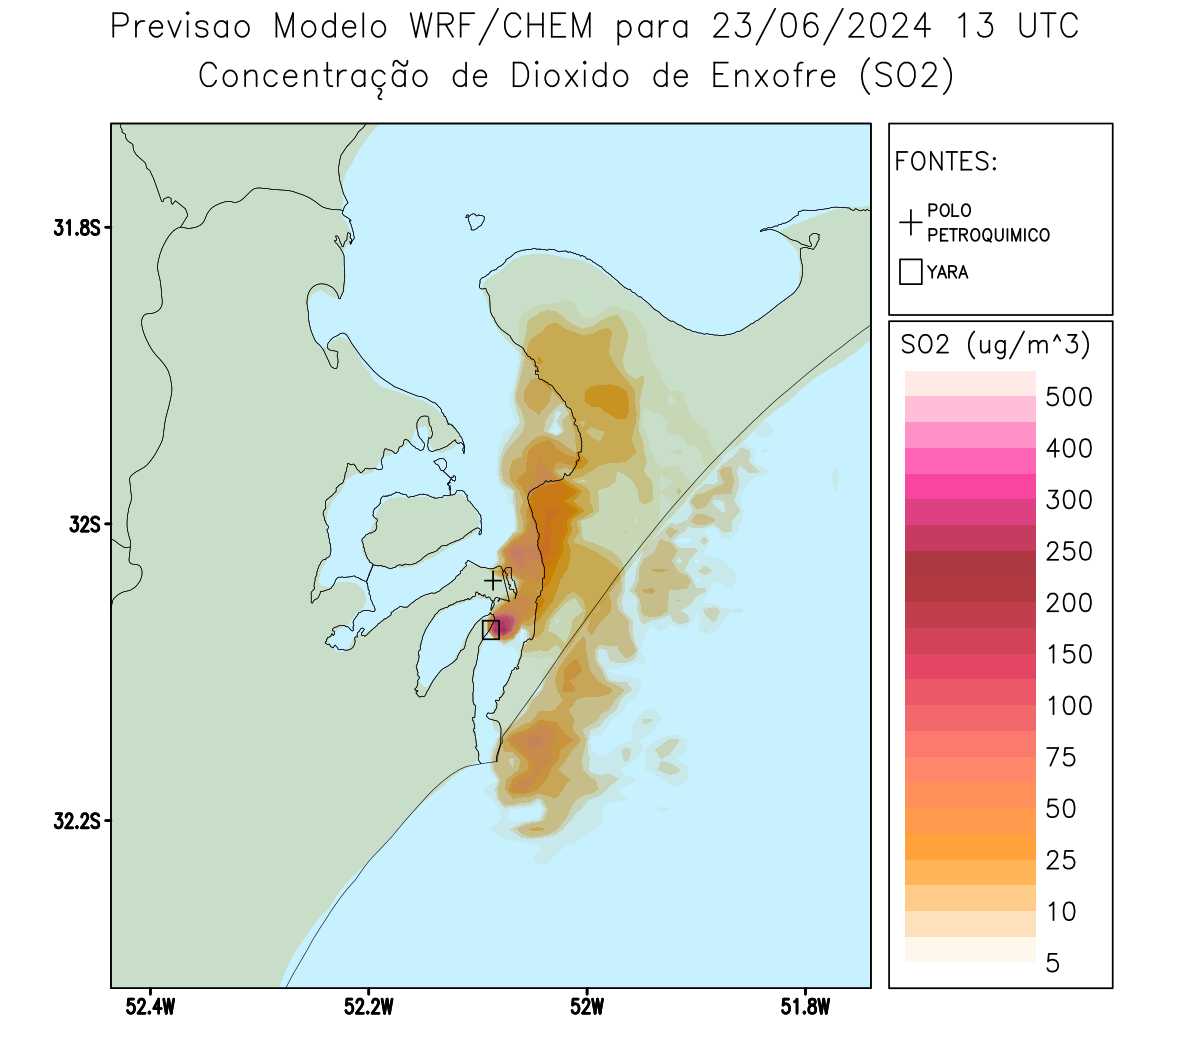 Previsao Modelo WRF/CHEM para 23/06/2024 13 UTC
Concentração de Dioxido de Enxofre (SO2)
FONTES:
POLO
PETROQUIMICO
YARA
SO2 (ug/m^3)
500
400
300
250
200
150
100
75
50
25
10
5
31.8S
32S
32.2S
52.4W
52.2W
52W
51.8W